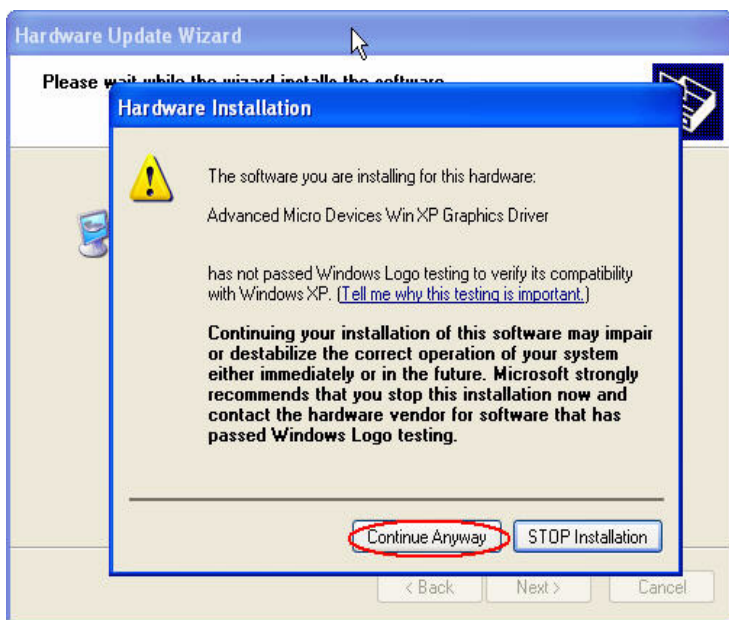 Hardware Update Wizard
Please wait while the wizard installs the software
Hardware Installation
The software you are installing for this hardware:
Advanced Micro Devices Win XP Graphics Driver
has not passed Windows Logo testing to verify its compatibility
with Windows XP. (Tell me why this testing is important.)
Continuing your installation of this software may impair
or destabilize the correct operation of your system
either immediately or in the future. Microsoft strongly
recommends that you stop this installation now and
contact the hardware vendor for software that has
passed Windows Logo testing.
Continue Anyway
STOP Installation
< Back
Next >
Cancel